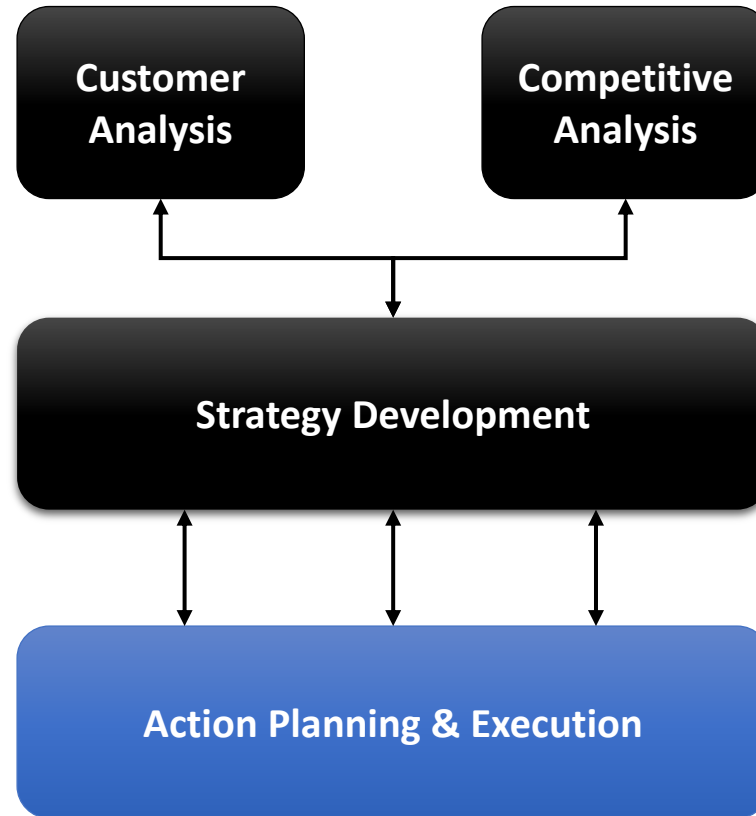 Customer
Analysis
Competitive
Analysis
Strategy Development
Action Planning & Execution